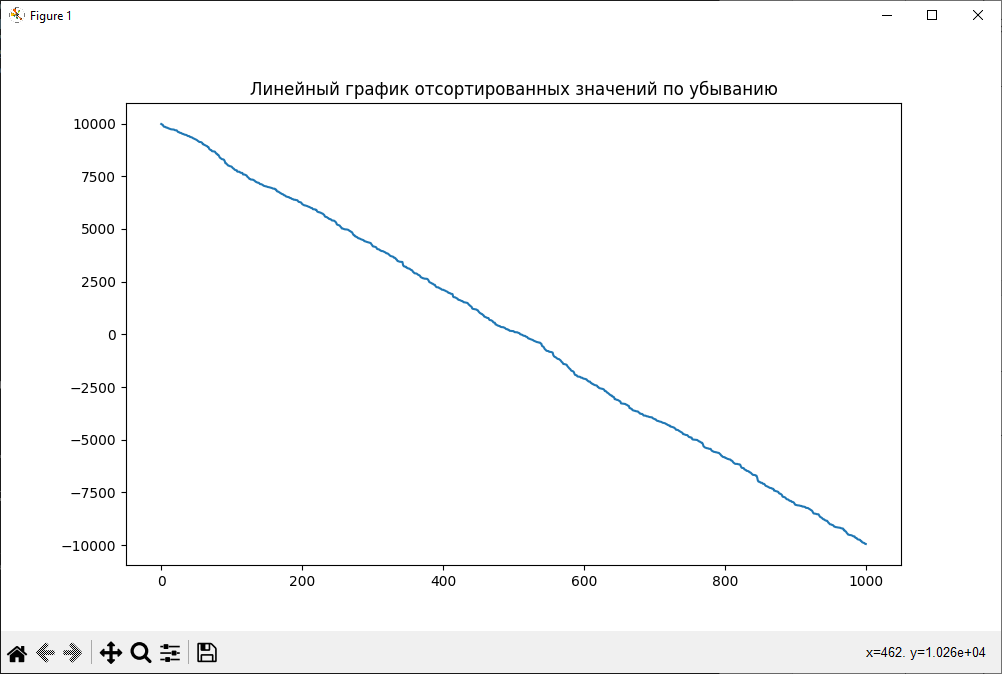 Figure 1
Линейный график отсортированных значений по убыванию
10000
7500
5000
2500
0
−2500
−5000
−7500
−10000
0 200 400 600 800 1000
x=462. y=1.026e+04